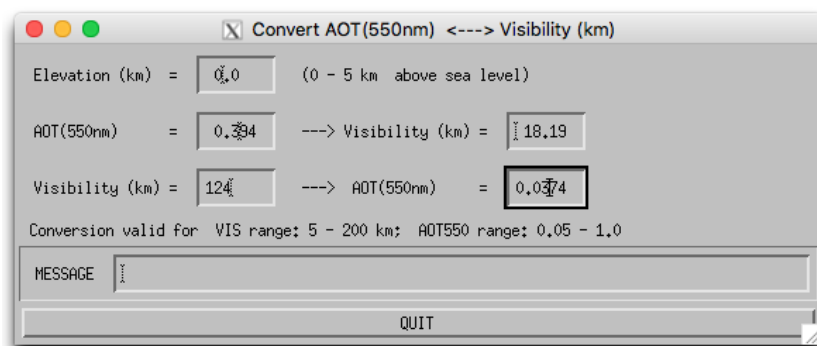 Convert AOT(550nm) <---> Visibility (km)
Elevation (km) = 0.0 (0 - 5 km above sea level)
AOT(550nm) = 0.394 ---> Visibility (km) = 18.19
Visibility (km) = 124 ---> AOT(550nm) = 0.0374
Conversion valid for VIS range: 5 - 200 km; AOT550 range: 0.05 - 1.0
MESSAGE
QUIT